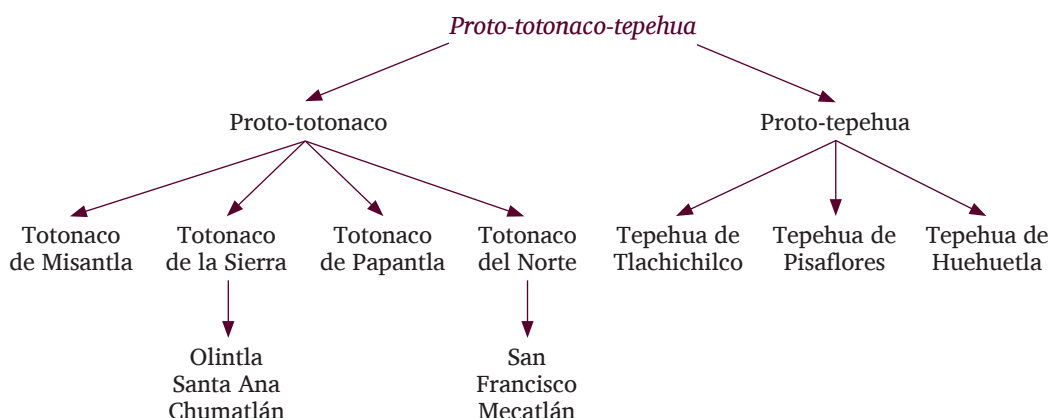 Proto-totonaco-tepehua
Proto-totonaco
Proto-tepehua
Totonaco
de Misantla
Totonaco
de la Sierra
Totonaco
de Papantla
Totonaco
del Norte
Tepehua de
Tlachichilco
Tepehua de
Pisaflores
Tepehua de
Huehuetla
Olintla
Santa Ana
Chumatlán
San
Francisco
Mecatlán